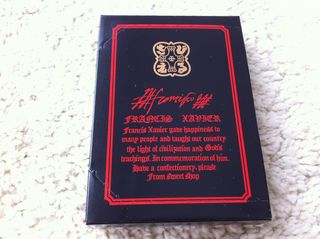 Francisco
FRANCIS XAVIER
Francis Xavier gave happiness to
many people and taught our country
the light of civilization and God's
teachings. In commemoration of him.
Have a confectionery, please
From Sweet Shop